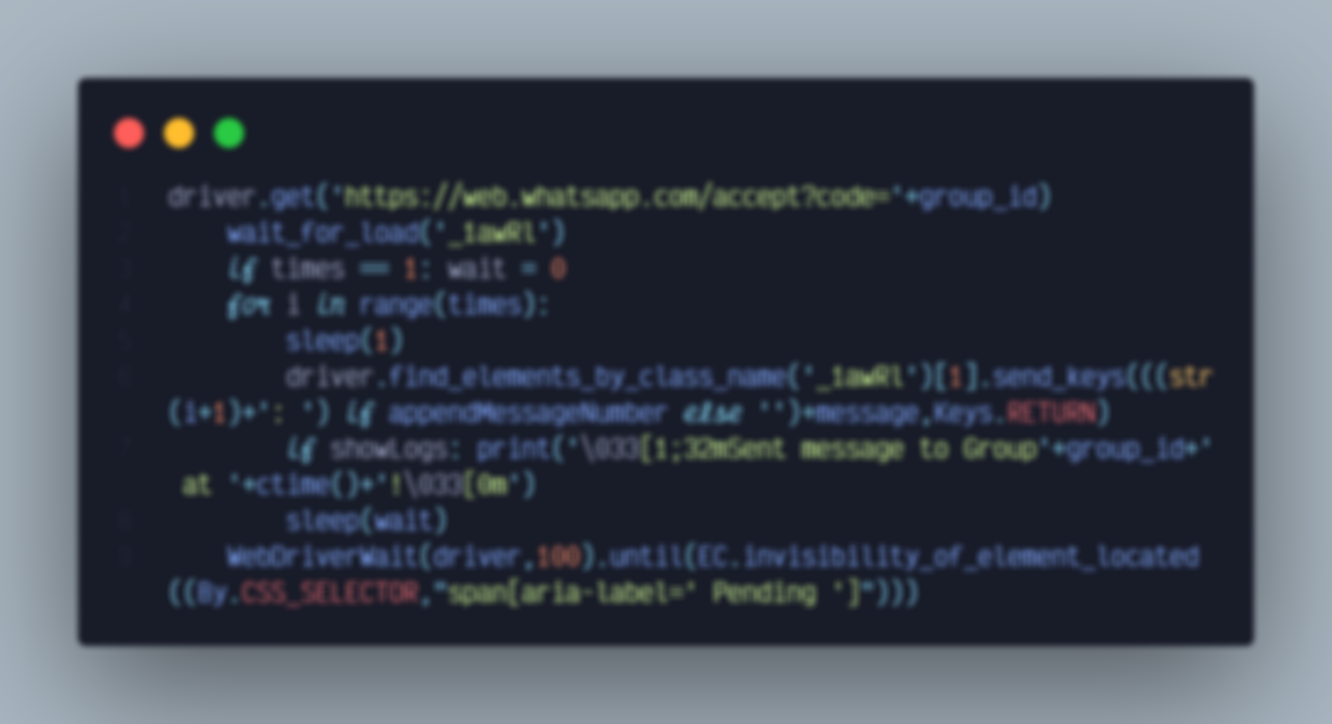 driver.get('https://web.whatsapp.com/accept?code='+group_id)
wait_for_load('_1awRl')
if times == 1: wait = 0
for i in range(times):
sleep(1)
driver.find_elements_by_class_name('_1awRl')[1].send_keys(((str
(i+1)+': ') if appendMessageNumber else '')+message,Keys.RETURN)
if showLogs: print('\033[1;32mSent message to Group'+group_id+'
at '+ctime()+'!\033[0m')
sleep(wait)
WebDriverWait(driver,100).until(EC.invisibility_of_element_located
((By.CSS_SELECTOR,"span[aria-label=' Pending ']")))